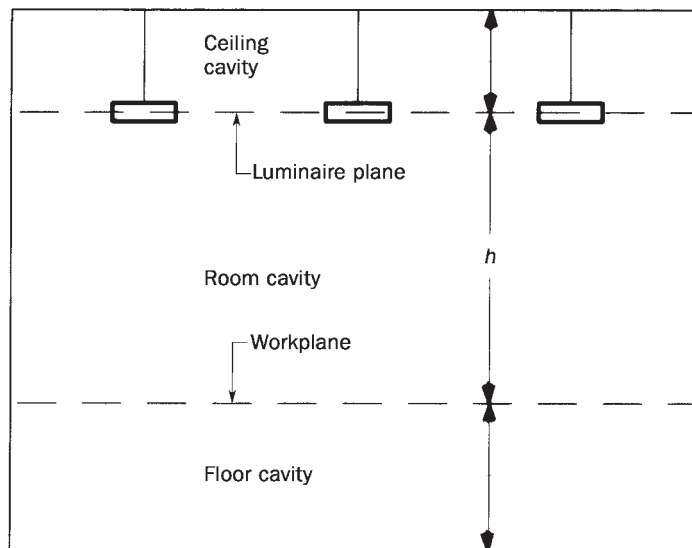 Ceiling
cavity
Luminaire plane
h
Room cavity
Workplane
Floor cavity